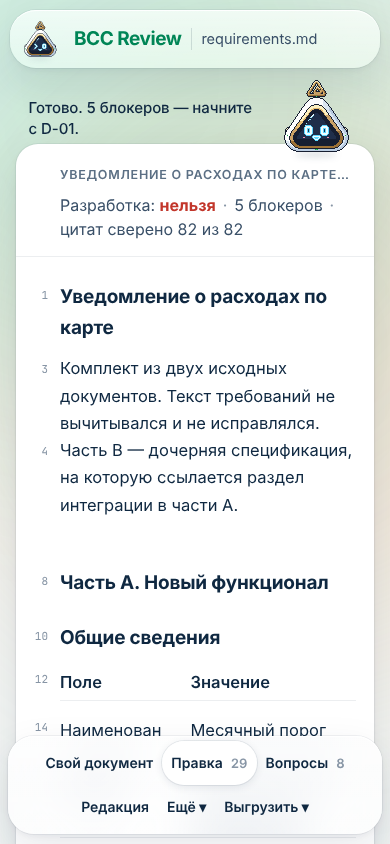 BCC Review requirements.md
Готово. 5 блокеров — начните
с D-01.
УВЕДОМЛЕНИЕ О РАСХОДАХ ПО КАРТЕ…
Разработка: нельзя · 5 блокеров ·
цитат сверено 82 из 82
1 Уведомление о расходах по
карте
3 Комплект из двух исходных
документов. Текст требований не
вычитывался и не исправлялся.
4 Часть B — дочерняя спецификация,
на которую ссылается раздел
интеграции в части A.
8 Часть A. Новый функционал
10 Общие сведения
12 Поле Значение
14 Наименован Месячный порог
Свой документ Правка 29 Вопросы 8
Редакция Ещё ▾ Выгрузить ▾